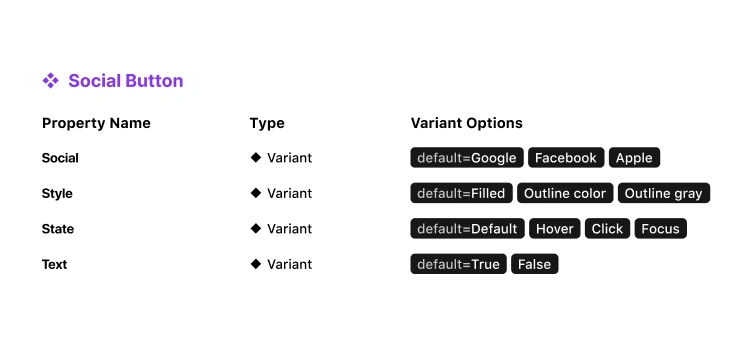 Social Button
Property Name Type Variant Options
Social Variant default=Google Facebook Apple
Style Variant default=Filled Outline color Outline gray
State Variant default=Default Hover Click Focus
Text Variant default=True False